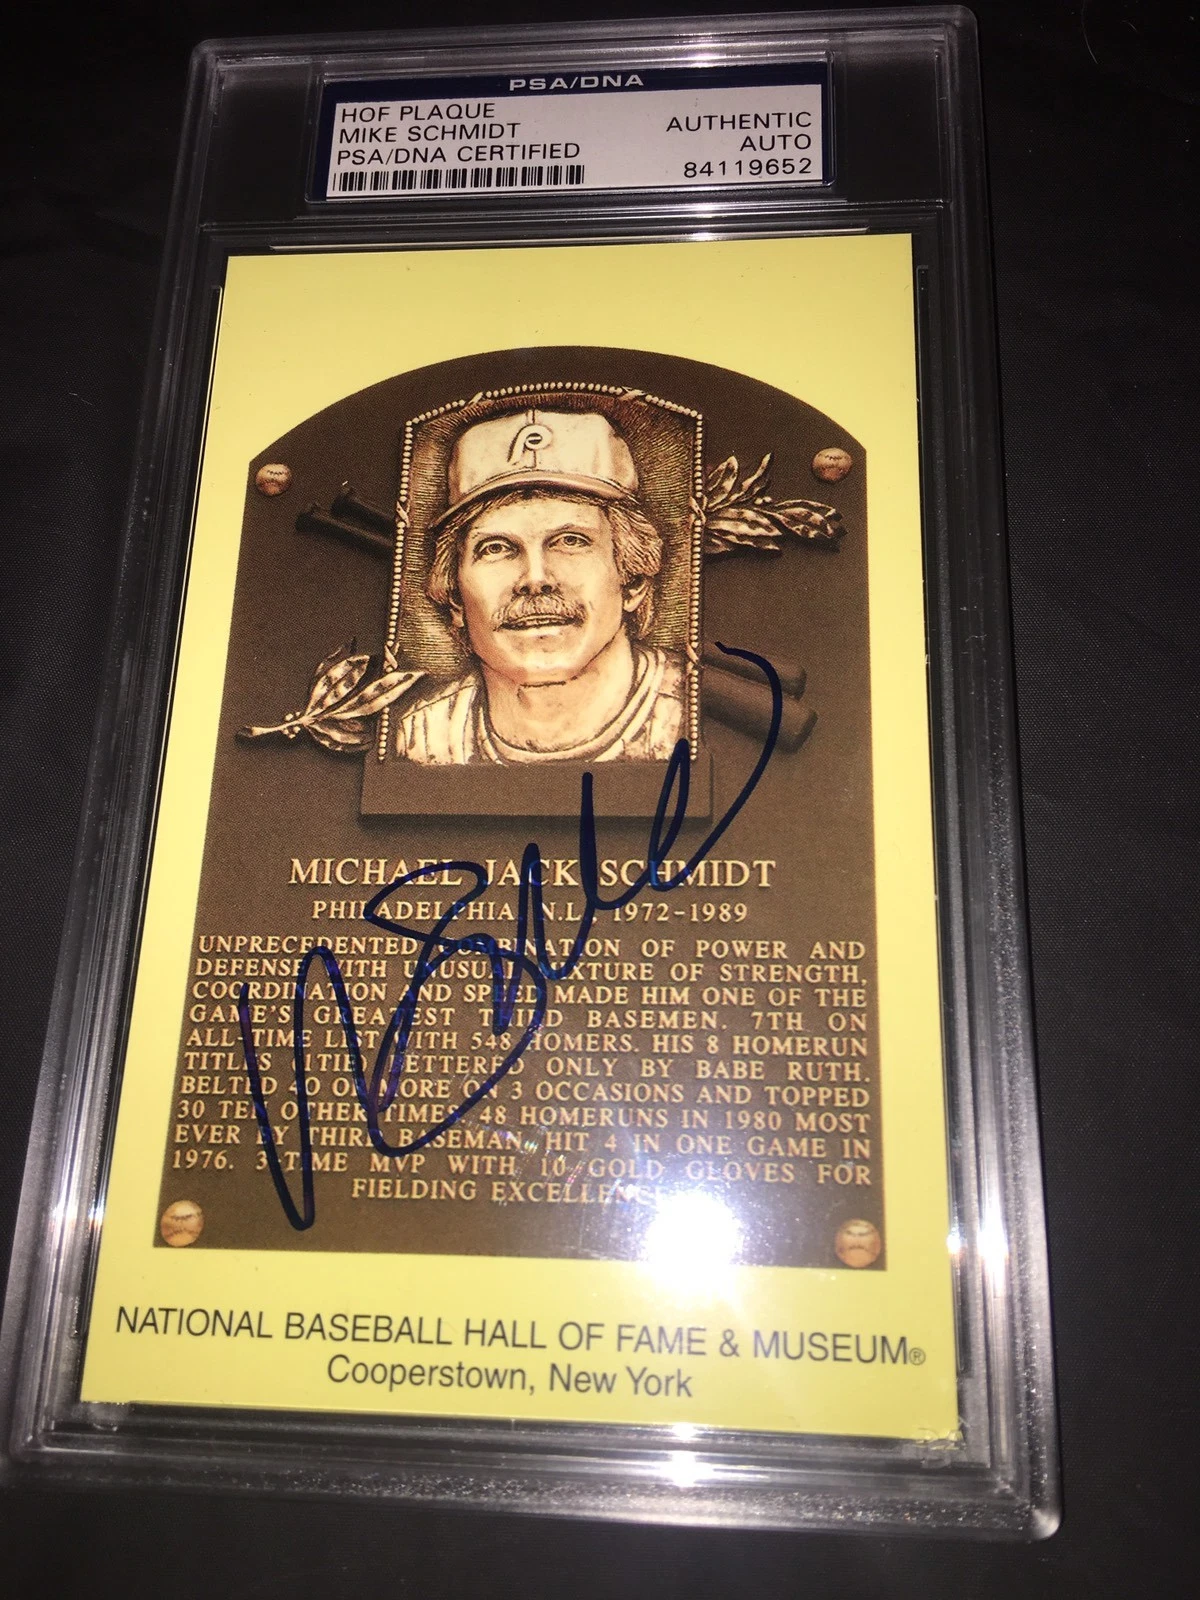 PSA/DNA
HOF PLAQUE
MIKE SCHMIDT
PSA/DNA CERTIFIED
AUTHENTIC
AUTO
84119652
P
MICHAEL JACK SCHMIDT
PHILADELPHIA, N.L., 1972-1989
UNPRECEDENTED COMBINATION OF POWER AND
DEFENSE WITH UNUSUAL MIXTURE OF STRENGTH,
COORDINATION AND SPEED MADE HIM ONE OF THE
GAME'S GREATEST THIRD BASEMEN. 7TH ON
ALL-TIME LIST WITH 548 HOMERS. HIS 8 HOMERUN
TITLES (1TIE) BETTERED ONLY BY BABE RUTH.
BELTED 40 OR MORE ON 3 OCCASIONS AND TOPPED
30 TEN OTHER TIMES. 48 HOMERUNS IN 1980 MOST
EVER BY THIRD BASEMAN. HIT 4 IN ONE GAME IN
1976. 3-TIME MVP WITH 10 GOLD GLOVES FOR
FIELDING EXCELLENCE
NATIONAL BASEBALL HALL OF FAME & MUSEUM®
Cooperstown, New York